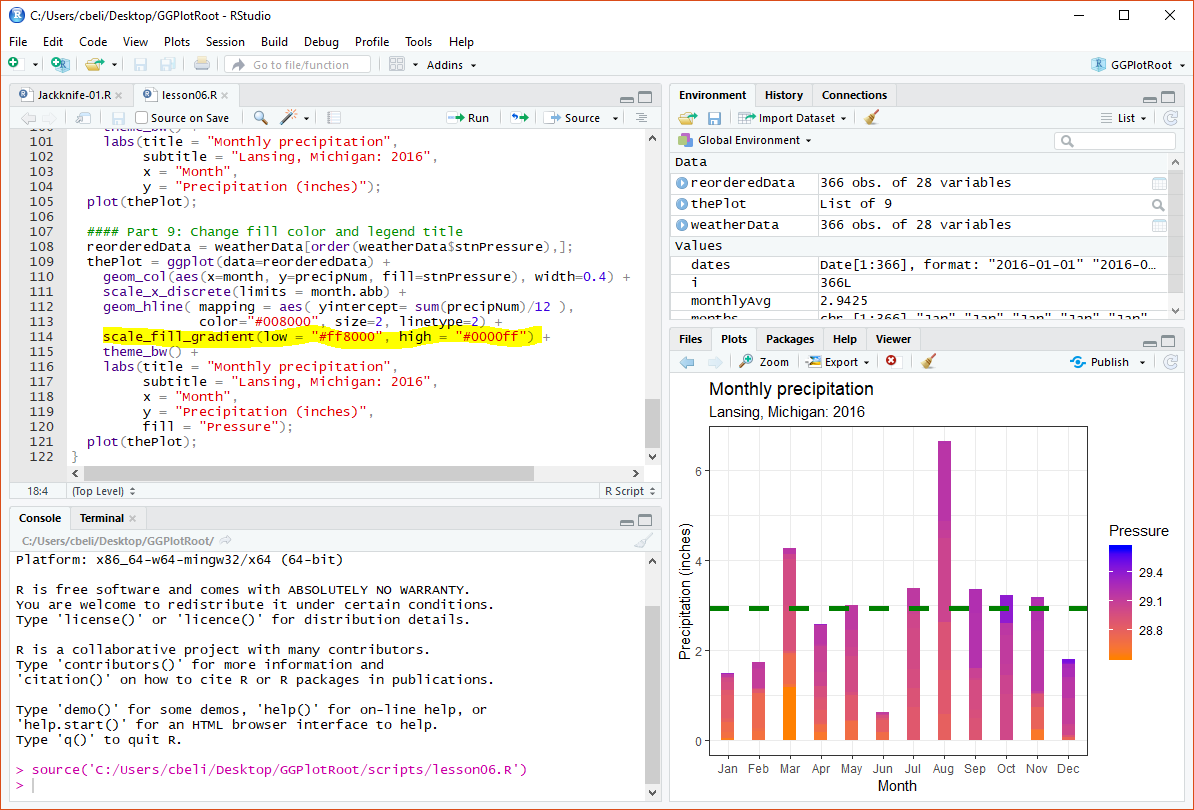 C:/Users/cbeli/Desktop/GGPlotRoot - RStudio
File Edit Code View Plots Session Build Debug Profile Tools Help
Go to file/function Addins GGPlotRoot
Jackknife-01.R lesson06.R
Source on Save Run Source
100 theme_bw() +
101 labs(title = "Monthly precipitation",
102 subtitle = "Lansing, Michigan: 2016",
103 x = "Month",
104 y = "Precipitation (inches)");
105 plot(thePlot);
106
107 #### Part 9: Change fill color and legend title
108 reorderedData = weatherData[order(weatherData$stnPressure),];
109 thePlot = ggplot(data=reorderedData) +
110 geom_col(aes(x=month, y=precipNum, fill=stnPressure), width=0.4) +
111 scale_x_discrete(limits = month.abb) +
112 geom_hline( mapping = aes( yintercept= sum(precipNum)/12 ),
113 color="#008000", size=2, linetype=2) +
114 scale_fill_gradient(low = "#ff8000", high = "#0000ff") +
115 theme_bw() +
116 labs(title = "Monthly precipitation",
117 subtitle = "Lansing, Michigan: 2016",
118 x = "Month",
119 y = "Precipitation (inches)",
120 fill = "Pressure");
121 plot(thePlot);
122 }
18:4 (Top Level) R Script
Console Terminal
C:/Users/cbeli/Desktop/GGPlotRoot/
Platform: x86_64-w64-mingw32/x64 (64-bit)
R is free software and comes with ABSOLUTELY NO WARRANTY.
You are welcome to redistribute it under certain conditions.
Type 'license()' or 'licence()' for distribution details.
R is a collaborative project with many contributors.
Type 'contributors()' for more information and
'citation()' on how to cite R or R packages in publications.
Type 'demo()' for some demos, 'help()' for on-line help, or
'help.start()' for an HTML browser interface to help.
Type 'q()' to quit R.
> source('C:/Users/cbeli/Desktop/GGPlotRoot/scripts/lesson06.R')
>
Environment History Connections
Import Dataset List
Global Environment
Data
reorderedData 366 obs. of 28 variables
thePlot List of 9
weatherData 366 obs. of 28 variables
Values
dates Date[1:366], format: "2016-01-01" "2016-0…
i 366L
monthlyAvg 2.9425
months chr [1:366] "Jan" "Jan" "Jan" "Jan"
Files Plots Packages Help Viewer
Zoom Export Publish
Monthly precipitation
Lansing, Michigan: 2016
Precipitation (inches)
6
4
2
0
Jan Feb Mar Apr May Jun Jul Aug Sep Oct Nov Dec
Month
Pressure
29.4
29.1
28.8